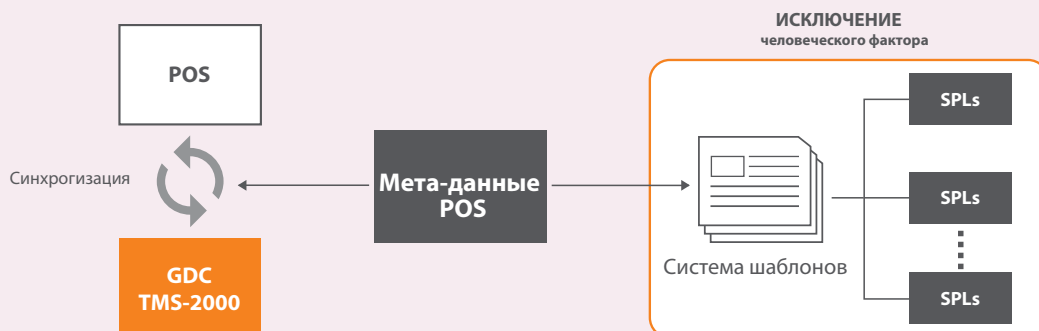 ИСКЛЮЧЕНИЕ
человеческого фактора
POS
SPLs
Синхрогизация
Мета-данные
POS
SPLs
GDC
TMS-2000
Система шаблонов
SPLs